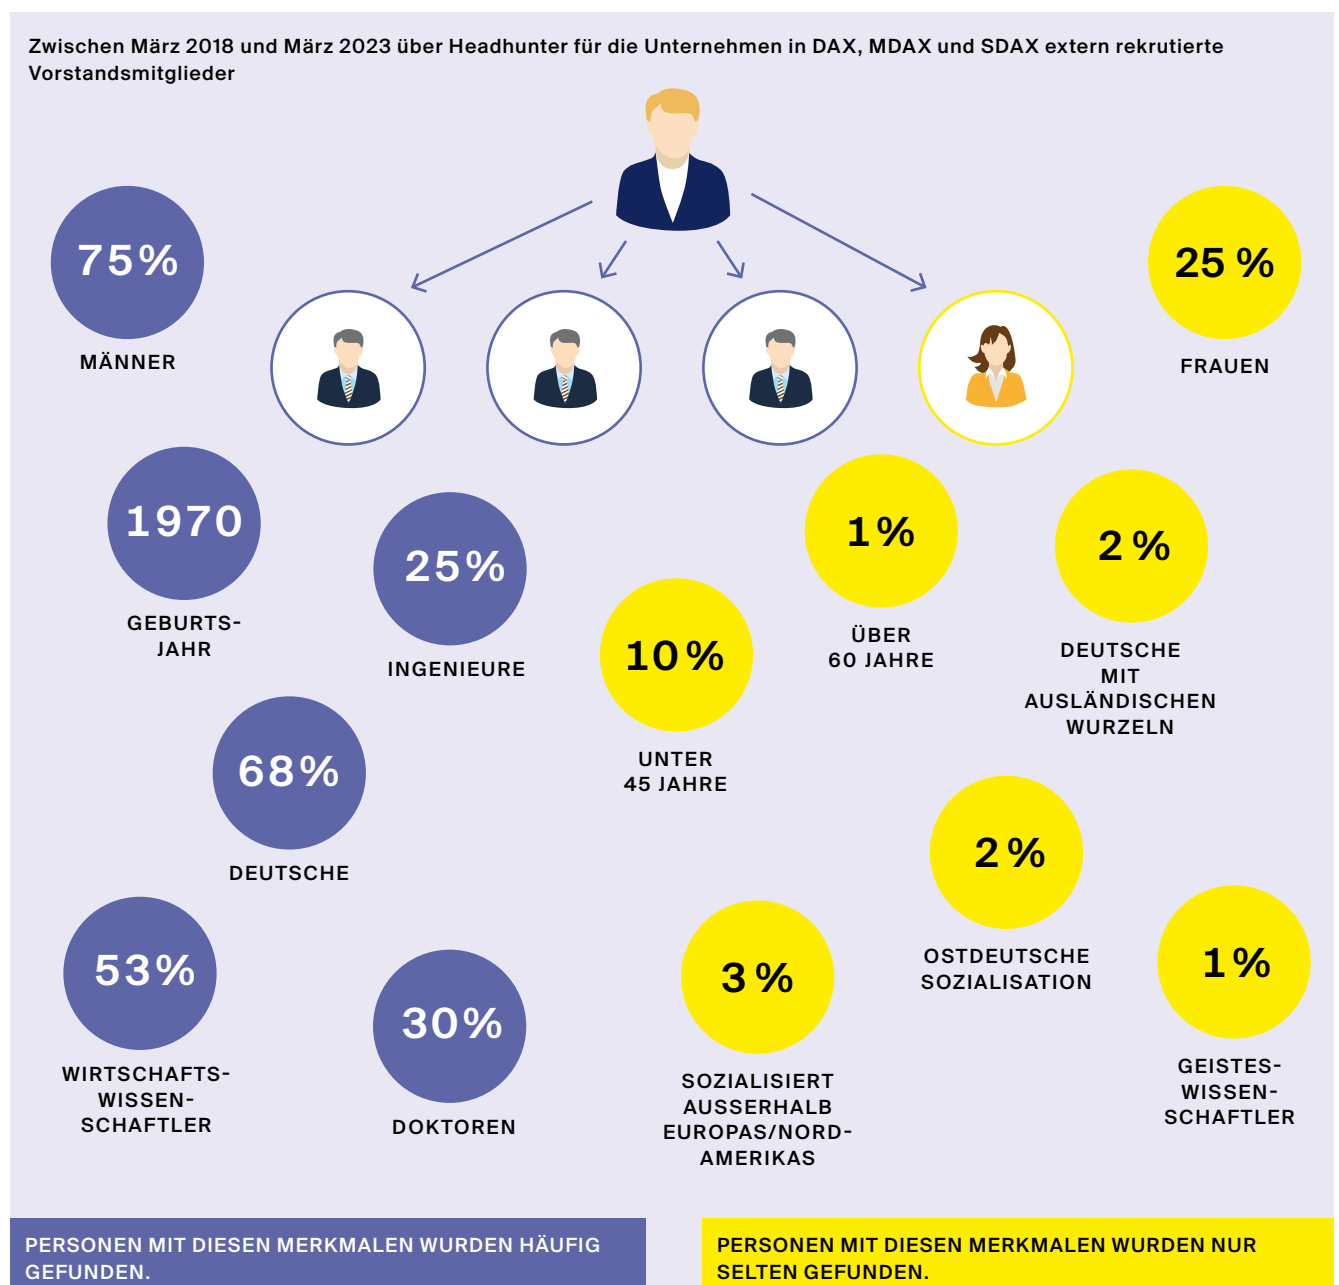 Zwischen März 2018 und März 2023 über Headhunter für die Unternehmen in DAX, MDAX und SDAX extern rekrutierte
Vorstandsmitglieder
75%
MÄNNER
25 %
FRAUEN
1970
GEBURTS-
JAHR
25%
INGENIEURE
10%
UNTER
45 JAHRE
1%
ÜBER
60 JAHRE
2%
DEUTSCHE
MIT
AUSLÄNDISCHEN
WURZELN
68%
DEUTSCHE
53%
WIRTSCHAFTS-
WISSEN-
SCHAFTLER
30%
DOKTOREN
3%
SOZIALISIERT
AUSSERHALB
EUROPAS/NORD-
AMERIKAS
2%
OSTDEUTSCHE
SOZIALISATION
1%
GEISTES-
WISSEN-
SCHAFTLER
PERSONEN MIT DIESEN MERKMALEN WURDEN HÄUFIG
GEFUNDEN.
PERSONEN MIT DIESEN MERKMALEN WURDEN NUR
SELTEN GEFUNDEN.